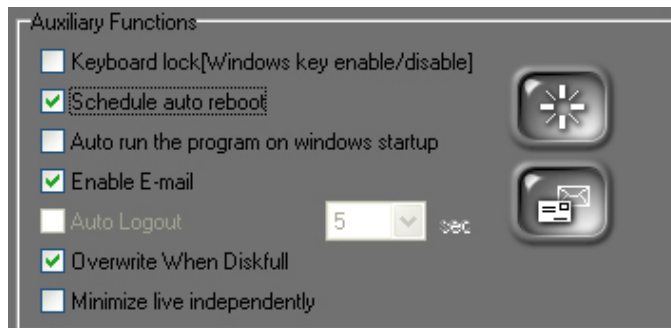 Auxiliary Functions
Keyboard lock[Windows key enable/disable]
Schedule auto reboot
Auto run the program on windows startup
Enable E-mail
Auto Logout 5 sec
Overwrite When Diskfull
Minimize live independently